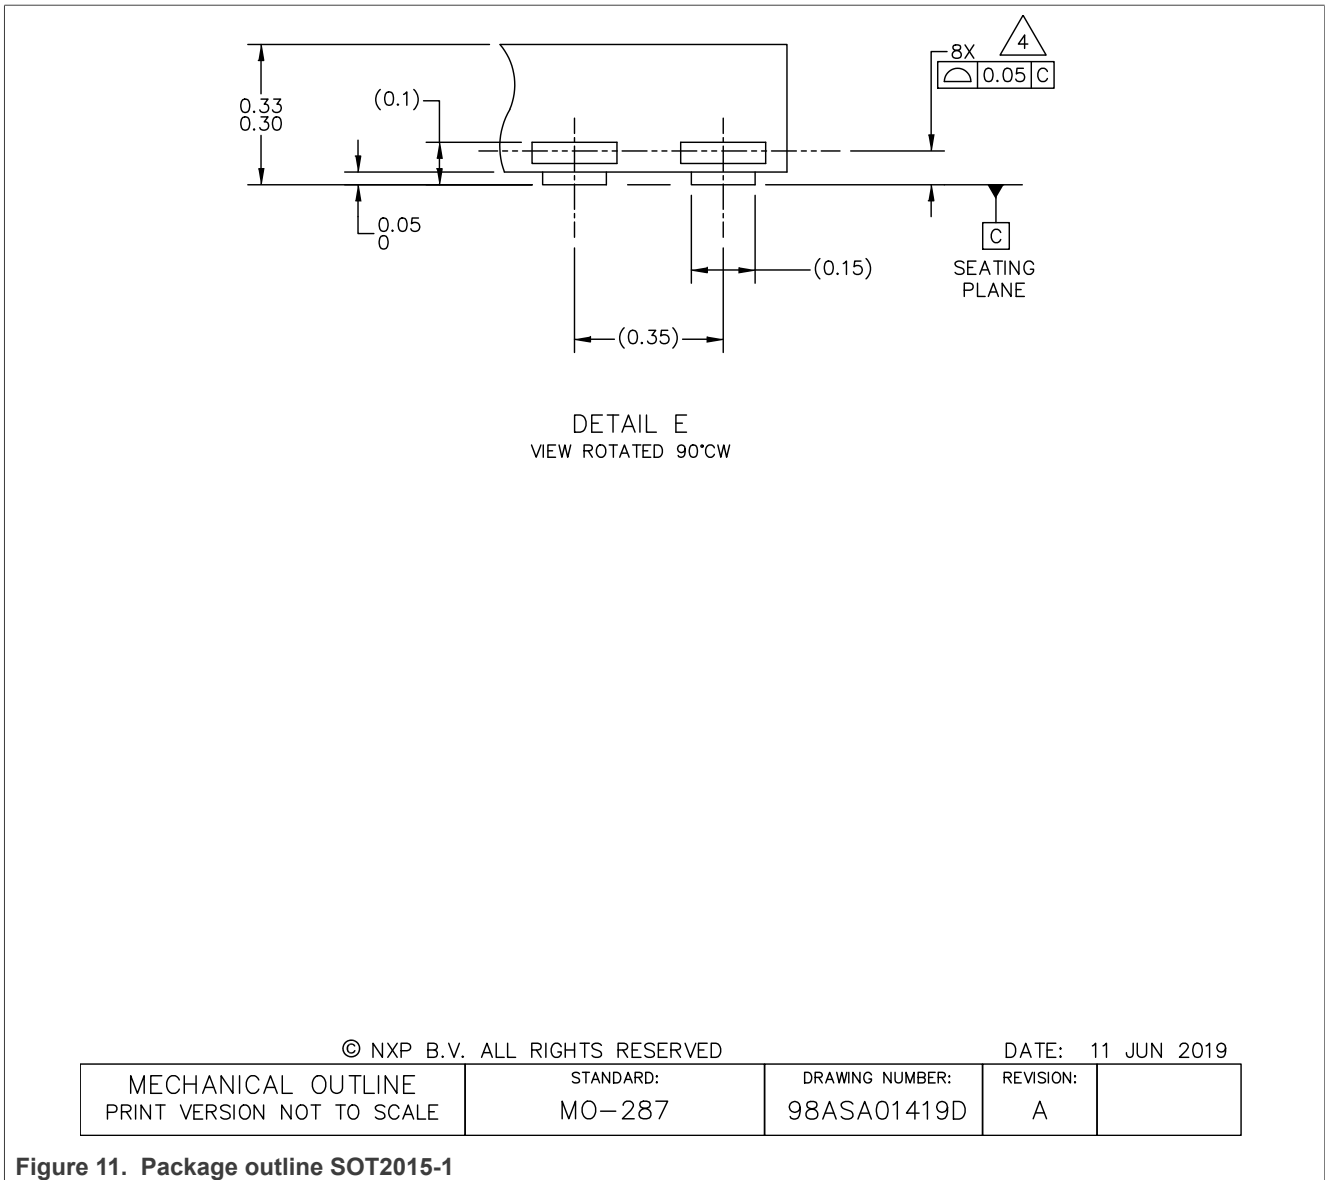 8X
4
0.05 C
0.33
0.30
(0.1)
0.05
0
C
SEATING
PLANE
(0.15)
(0.35)
DETAIL E
VIEW ROTATED 90°CW
© NXP B.V. ALL RIGHTS RESERVED
DATE: 11 JUN 2019
MECHANICAL OUTLINE
PRINT VERSION NOT TO SCALE
STANDARD:
MO-287
DRAWING NUMBER:
98ASA01419D
REVISION:
A
Figure 11. Package outline SOT2015-1